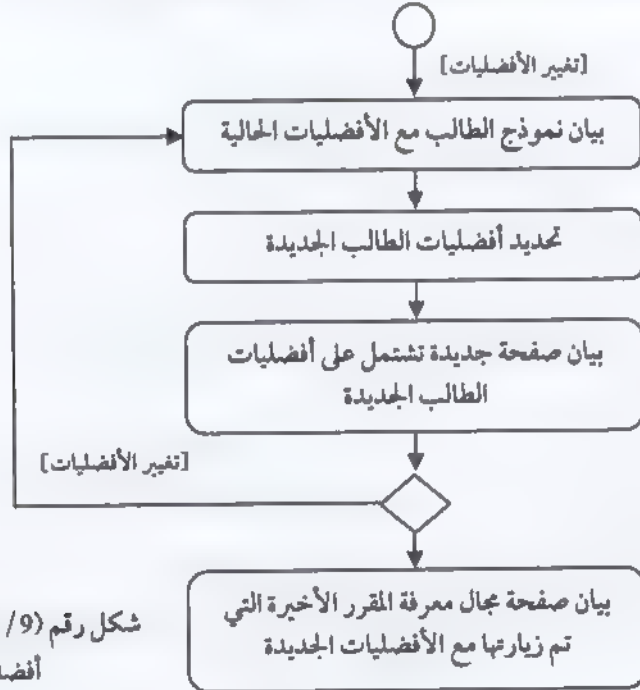 [تغيير الأفضليات]
بيان نموذج الطالب مع الأفضليات الحالية
تحديد أفضليات الطالب الجديدة
بيان صفحة جديدة تشتمل على أفضليات
الطالب الجديدة
[تغيير الأفضليات]
بيان صفحة مجال معرفة المقرر الأخيرة التي
تم زيارتها مع الأفضليات الجديدة
شكل رقم (9/